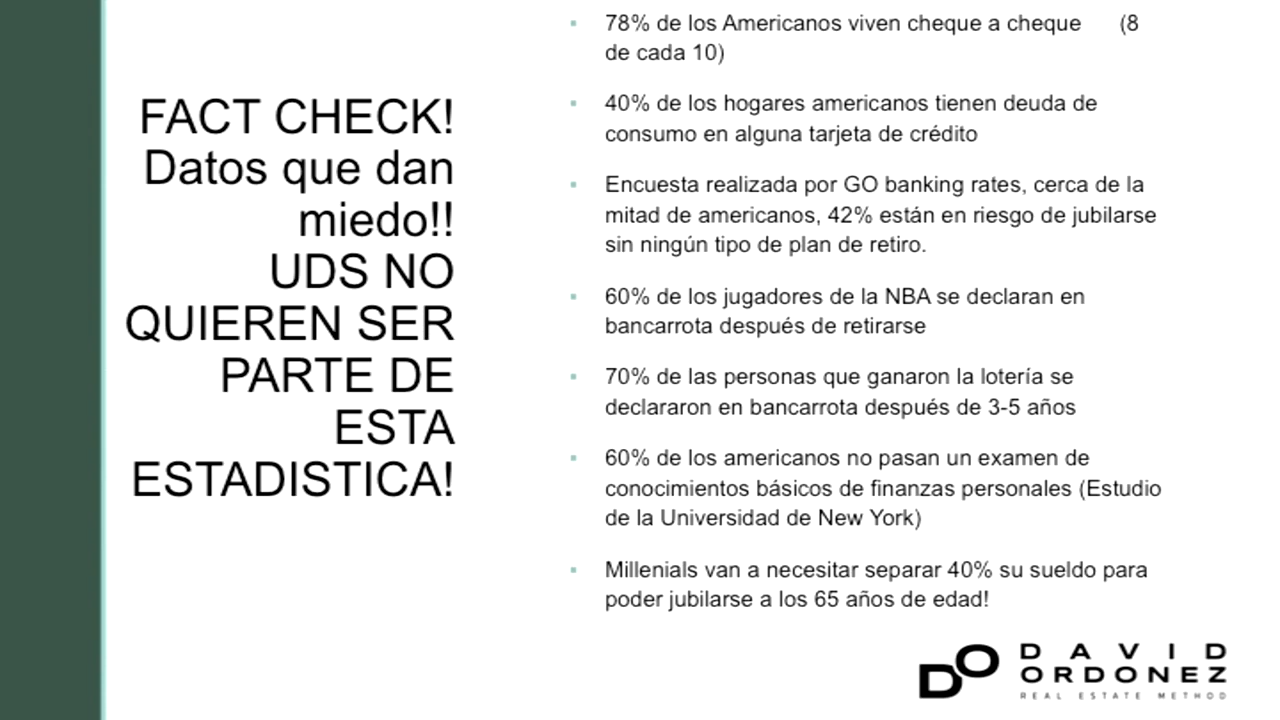 FACT CHECK!
Datos que dan
miedo!!
UDS NO
QUIEREN SER
PARTE DE
ESTA
ESTADISTICA!
78% de los Americanos viven cheque a cheque (8
de cada 10)
40% de los hogares americanos tienen deuda de
consumo en alguna tarjeta de crédito
Encuesta realizada por GO banking rates, cerca de la
mitad de americanos, 42% están en riesgo de jubilarse
sin ningún tipo de plan de retiro.
60% de los jugadores de la NBA se declaran en
bancarrota después de retirarse
70% de las personas que ganaron la lotería se
declararon en bancarrota después de 3-5 años
60% de los americanos no pasan un examen de
conocimientos básicos de finanzas personales (Estudio
de la Universidad de New York)
Millenials van a necesitar separar 40% su sueldo para
poder jubilarse a los 65 años de edad!
DO
DAVID
ORDONEZ
REAL ESTATE METHOD